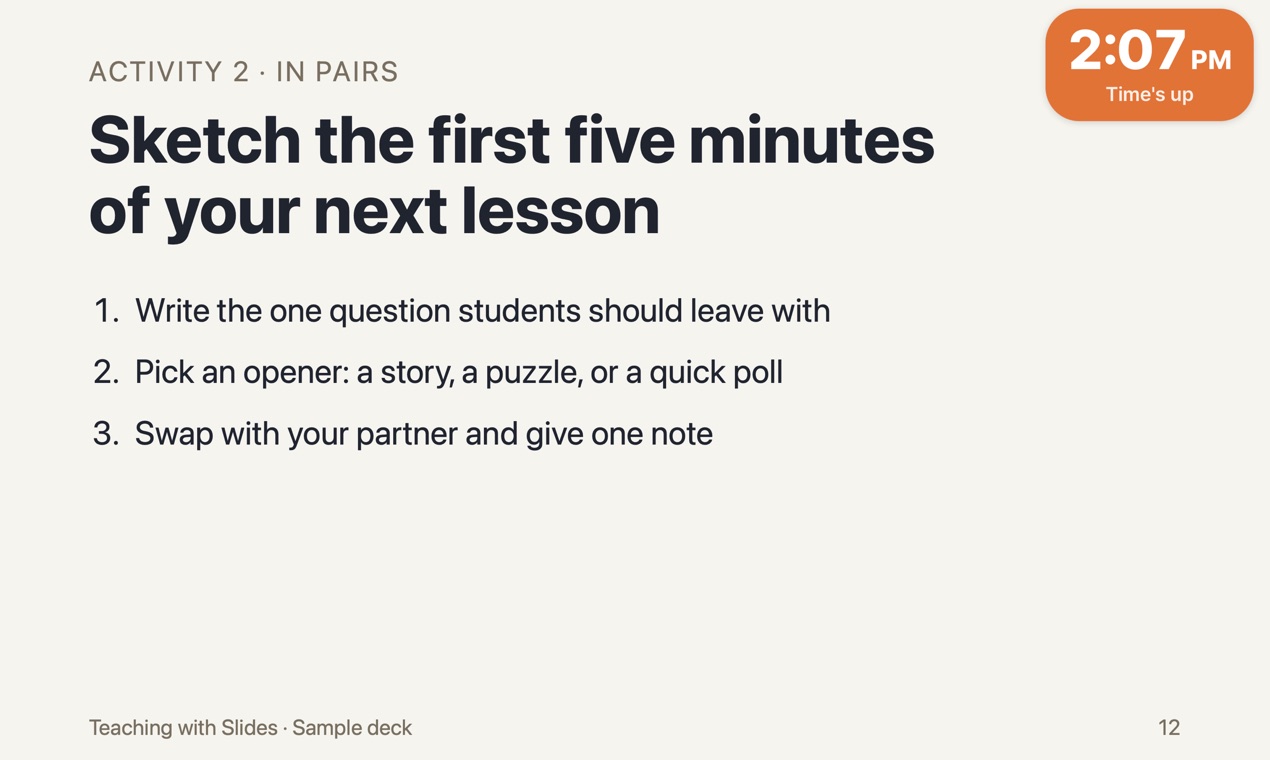 ACTIVITY 2 · IN PAIRS
2:07 PM
Time's up
Sketch the first five minutes
of your next lesson
1. Write the one question students should leave with
2. Pick an opener: a story, a puzzle, or a quick poll
3. Swap with your partner and give one note
Teaching with Slides · Sample deck
12